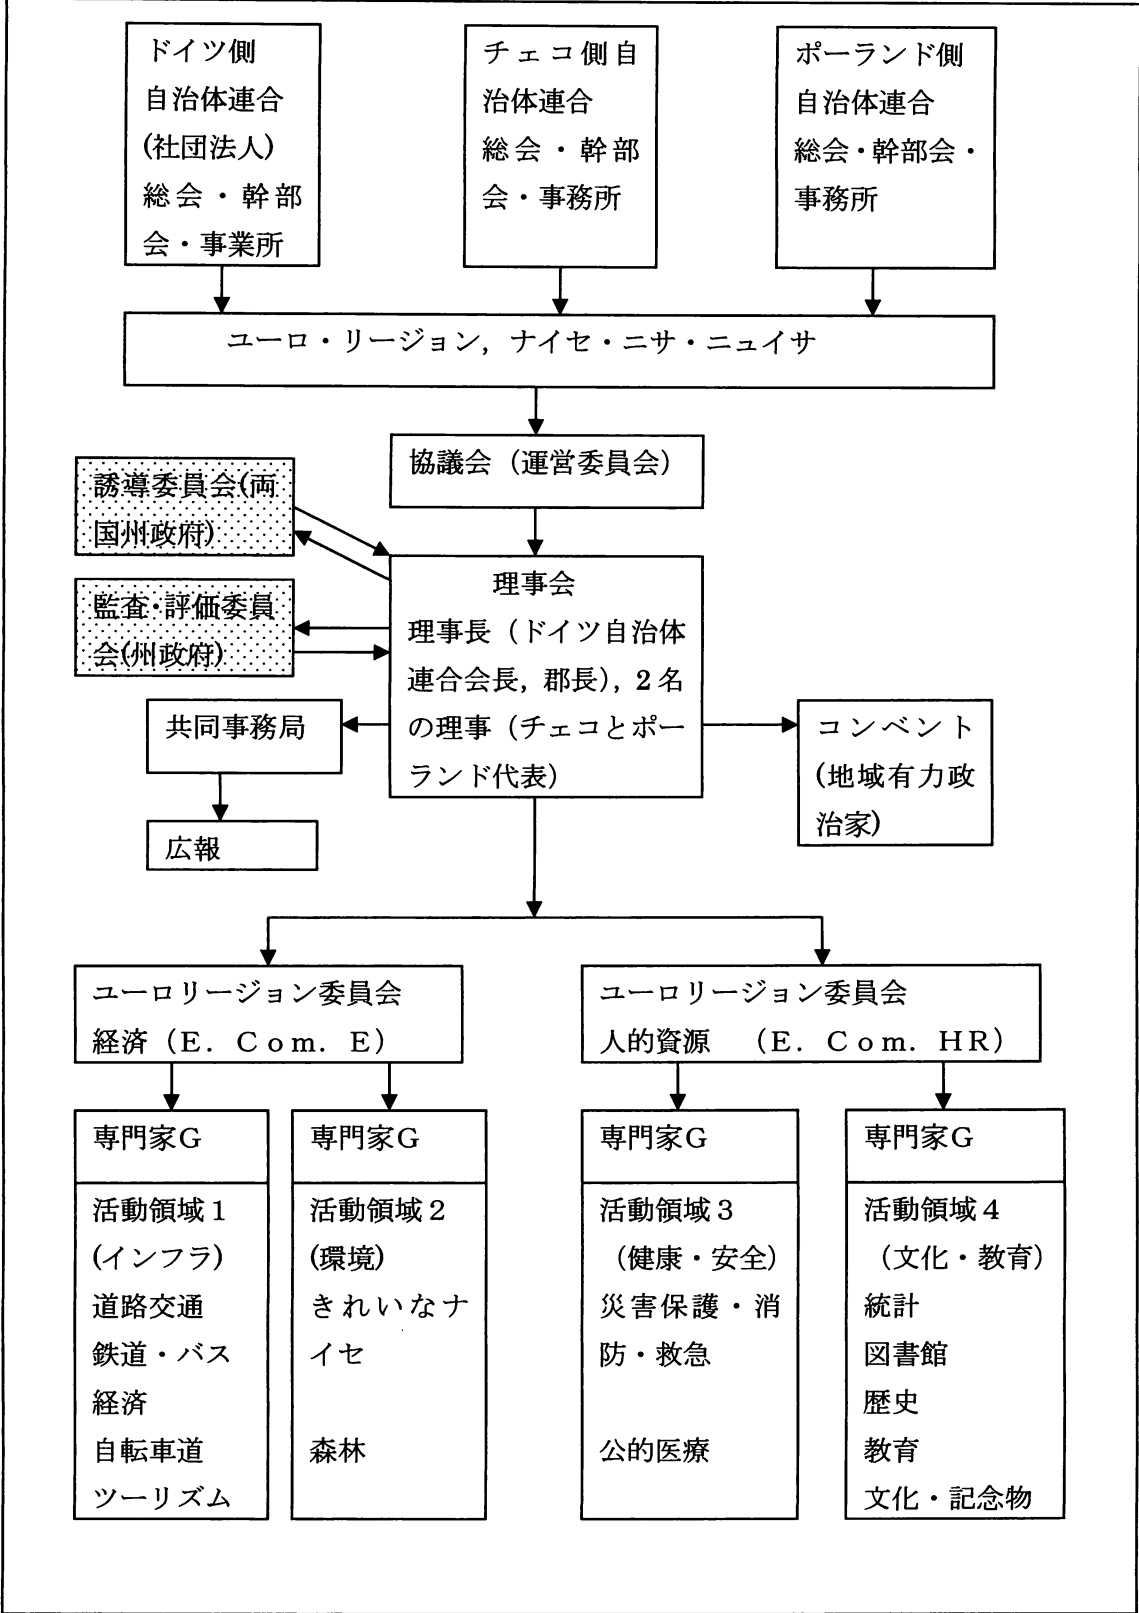 ドイツ側
自治体連合
(社団法人)
総会・幹部
会・事業所
チェコ側自
治体連合
総会・幹部
会・事務所
ポーランド側
自治体連合
総会・幹部会・
事務所
ユーロ・リージョン，ナイセ・ニサ・ニュイサ
協議会（運営委員会）
誘導委員会(両
国州政府)
監査・評価委員
会(州政府)
理事会
理事長（ドイツ自治体
連合会長，郡長），2名
の理事（チェコとポー
ランド代表）
共同事務局
広報
コンベント
(地域有力政
治家)
ユーロリージョン委員会
経済（E．Com．E）
ユーロリージョン委員会
人的資源　（E．Com．HR）
専門家G
活動領域1
(インフラ)
道路交通
鉄道・バス
経済
自転車道
ツーリズム
専門家G
活動領域2
(環境)
きれいなナ
イセ
森林
専門家G
活動領域3
（健康・安全）
災害保護・消
防・救急
公的医療
専門家G
活動領域4
（文化・教育）
統計
図書館
歴史
教育
文化・記念物